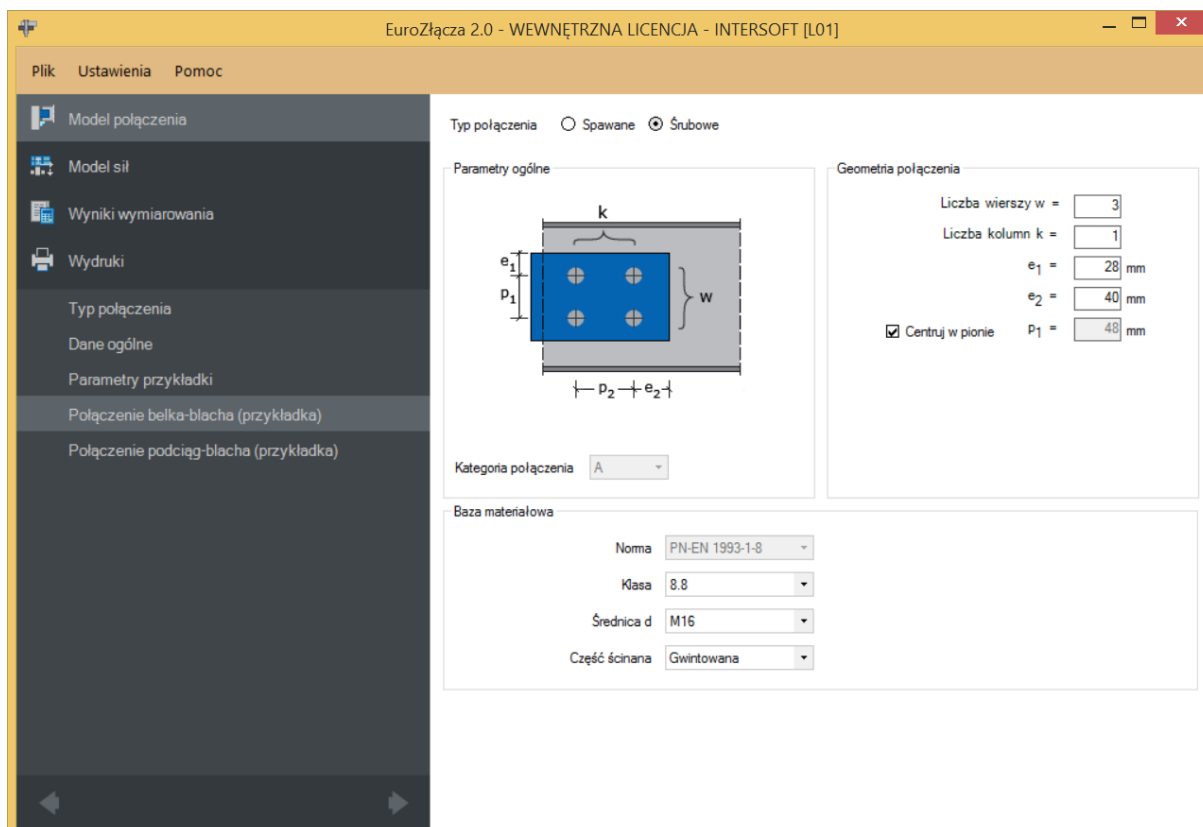 EuroZłącza 2.0 - WEWNĘTRZNA LICENCJA - INTERSOFT [L01]
Plik Ustawienia Pomoc
Model połączenia
Model sił
Wyniki wymiarowania
Wydruki
Typ połączenia
Dane ogólne
Parametry przykładki
Połączenie belka-blacha (przykładka)
Połączenie podciąg-blacha (przykładka)
Typ połączenia Spawane Śrubowe
Parametry ogólne
k
e1
p1
w
p2 e2
Kategoria połączenia A
Geometria połączenia
Liczba wierszy w = 3
Liczba kolumn k = 1
e1 = 28 mm
e2 = 40 mm
Centruj w pionie p1 = 48 mm
Baza materiałowa
Norma PN-EN 1993-1-8
Klasa 8.8
Średnica d M16
Część ścinana Gwintowana